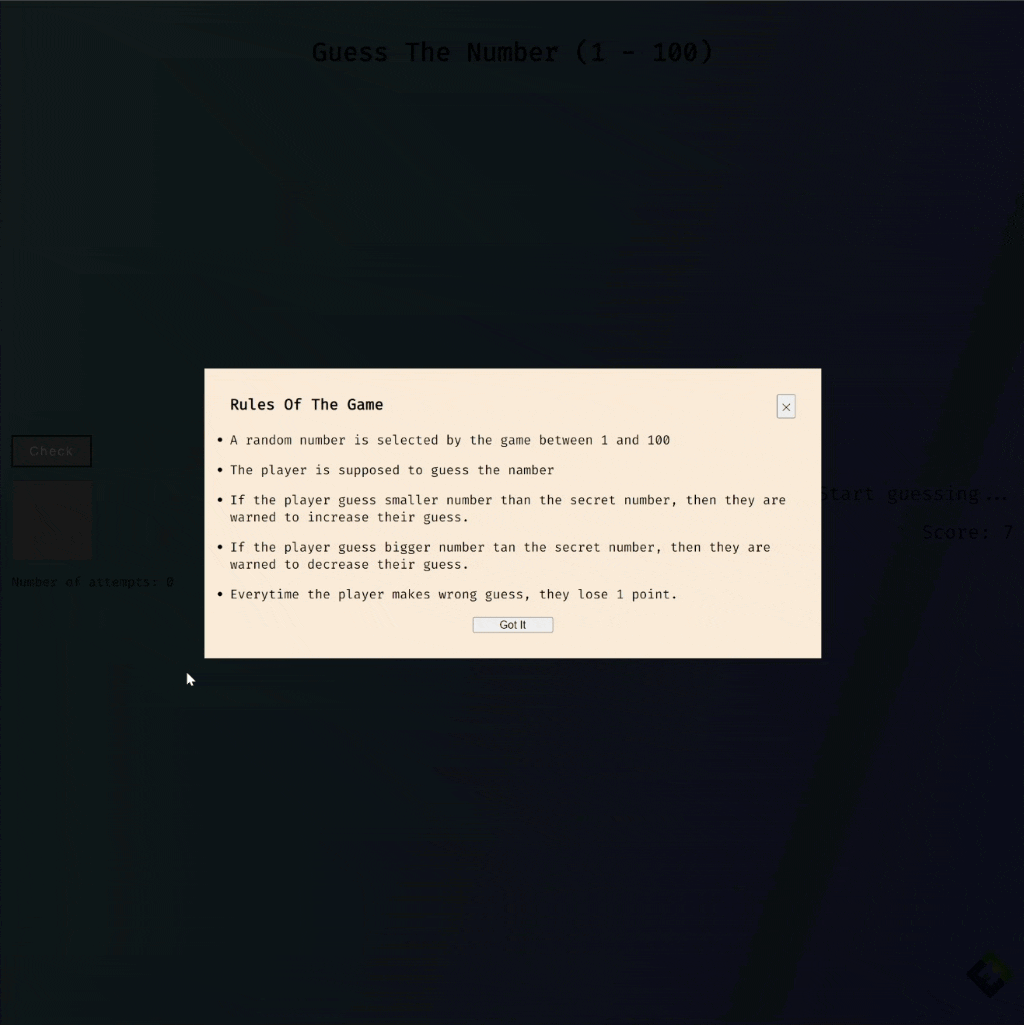 Guess The Number (1 - 100)
Rules Of The Game
• A random number is selected by the game between 1 and 100
• The player is supposed to guess the namber
• If the player guess smaller number than the secret number, then they are
warned to increase their guess.
• If the player guess bigger number tan the secret number, then they are
warned to decrease their guess.
• Everytime the player makes wrong guess, they lose 1 point.
Got It
Check
Start guessing...
Score: 7
Number of attempts: 0